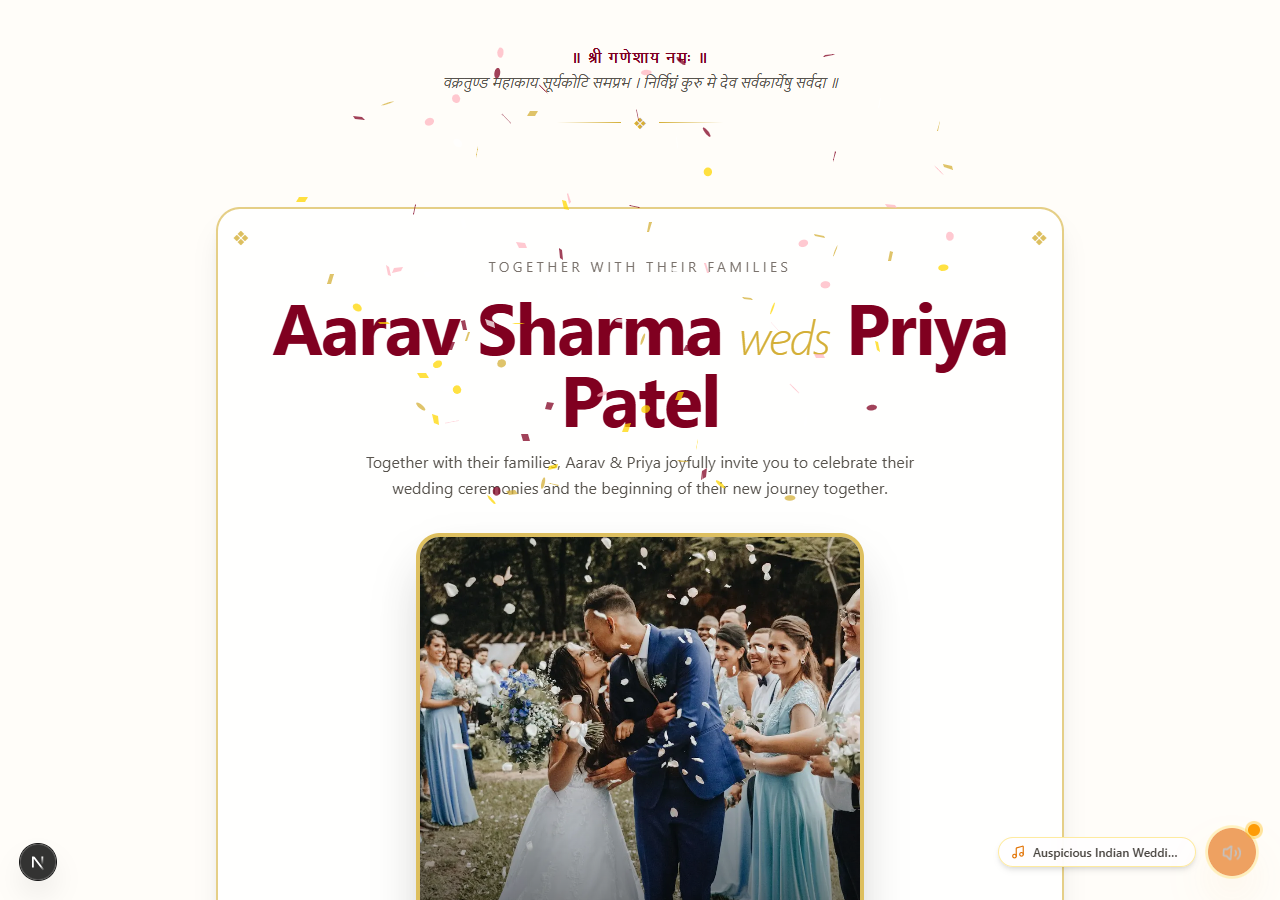 ॥ श्री गणेशाय नमः ॥
वक्रतुण्ड महाकाय सूर्यकोटि समप्रभ । निर्विघ्नं कुरु मे देव सर्वकार्येषु सर्वदा ॥
TOGETHER WITH THEIR FAMILIES
Aarav Sharma weds Priya
Patel
Together with their families, Aarav & Priya joyfully invite you to celebrate their
wedding ceremonies and the beginning of their new journey together.
N
Auspicious Indian Weddi...